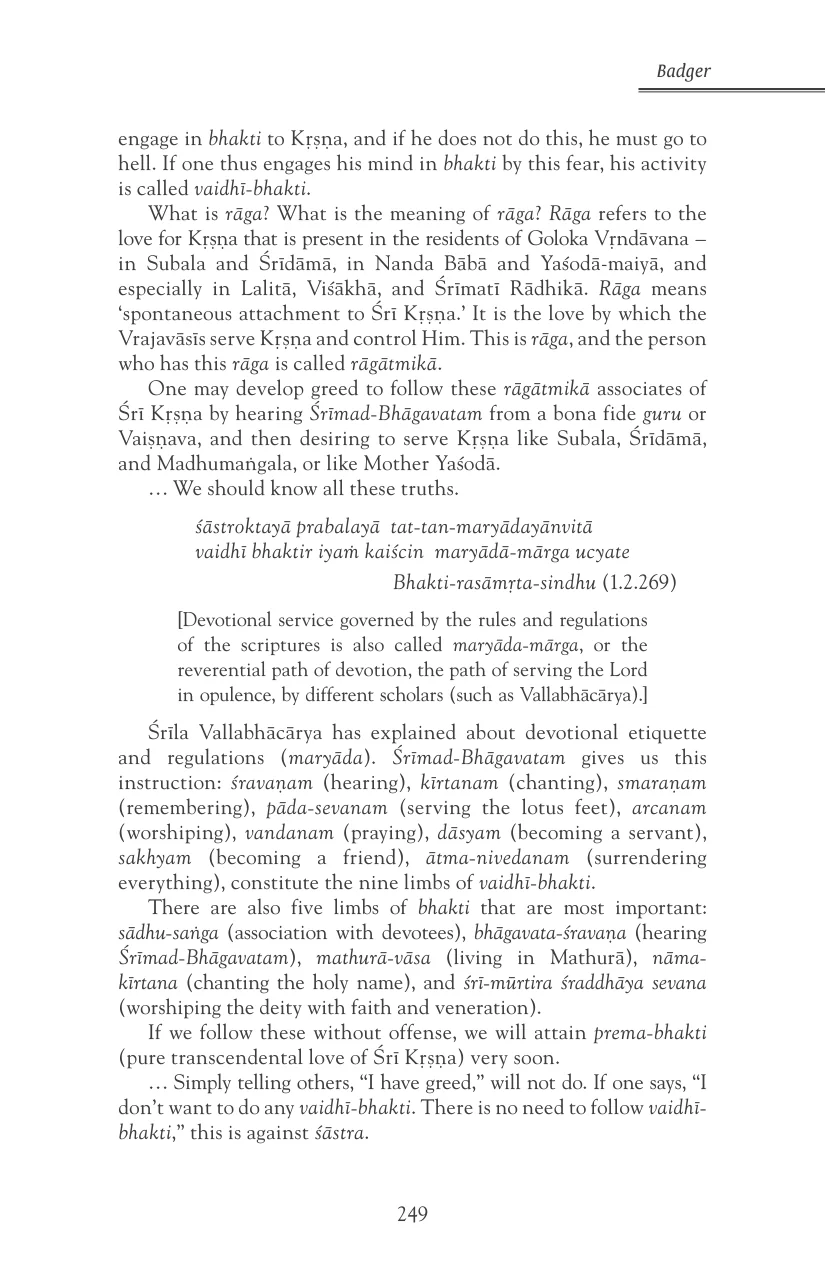 Badger
engage in bhakti to Kṛṣṇa, and if he does not do this, he must go to
hell. If one thus engages his mind in bhakti by this fear, his activity
is called vaidhī-bhakti.
What is rāga? What is the meaning of rāga? Rāga refers to the
love for Kṛṣṇa that is present in the residents of Goloka Vṛndāvana –
in Subala and Śrīdāmā, in Nanda Bābā and Yaśodā-maiyā, and
especially in Lalitā, Viśākhā, and Śrīmatī Rādhikā. Rāga means
‘spontaneous attachment to Śrī Kṛṣṇa.’ It is the love by which the
Vrajavāsīs serve Kṛṣṇa and control Him. This is rāga, and the person
who has this rāga is called rāgātmikā.
One may develop greed to follow these rāgātmikā associates of
Śrī Kṛṣṇa by hearing Śrīmad-Bhāgavatam from a bona fide guru or
Vaiṣṇava, and then desiring to serve Kṛṣṇa like Subala, Śrīdāmā,
and Madhumaṅgala, or like Mother Yaśodā.
… We should know all these truths.
śāstroktayā prabalayā tat-tan-maryādayānvitā
vaidhī bhaktir iyaṁ kaiścin maryādā-mārga ucyate
Bhakti-rasāmṛta-sindhu (1.2.269)
[Devotional service governed by the rules and regulations
of the scriptures is also called maryāda-mārga, or the
reverential path of devotion, the path of serving the Lord
in opulence, by different scholars (such as Vallabhācārya).]
Śrīla Vallabhācārya has explained about devotional etiquette
and regulations (maryāda). Śrīmad-Bhāgavatam gives us this
instruction: śravaṇam (hearing), kīrtanam (chanting), smaraṇam
(remembering), pāda-sevanam (serving the lotus feet), arcanam
(worshiping), vandanam (praying), dāsyam (becoming a servant),
sakhyam (becoming a friend), ātma-nivedanam (surrendering
everything), constitute the nine limbs of vaidhī-bhakti.
There are also five limbs of bhakti that are most important:
sādhu-saṅga (association with devotees), bhāgavata-śravaṇa (hearing
Śrīmad-Bhāgavatam), mathurā-vāsa (living in Mathurā), nāma-
kīrtana (chanting the holy name), and śrī-mūrtira śraddhāya sevana
(worshiping the deity with faith and veneration).
If we follow these without offense, we will attain prema-bhakti
(pure transcendental love of Śrī Kṛṣṇa) very soon.
… Simply telling others, “I have greed,” will not do. If one says, “I
don’t want to do any vaidhī-bhakti. There is no need to follow vaidhī-
bhakti,” this is against śāstra.
249